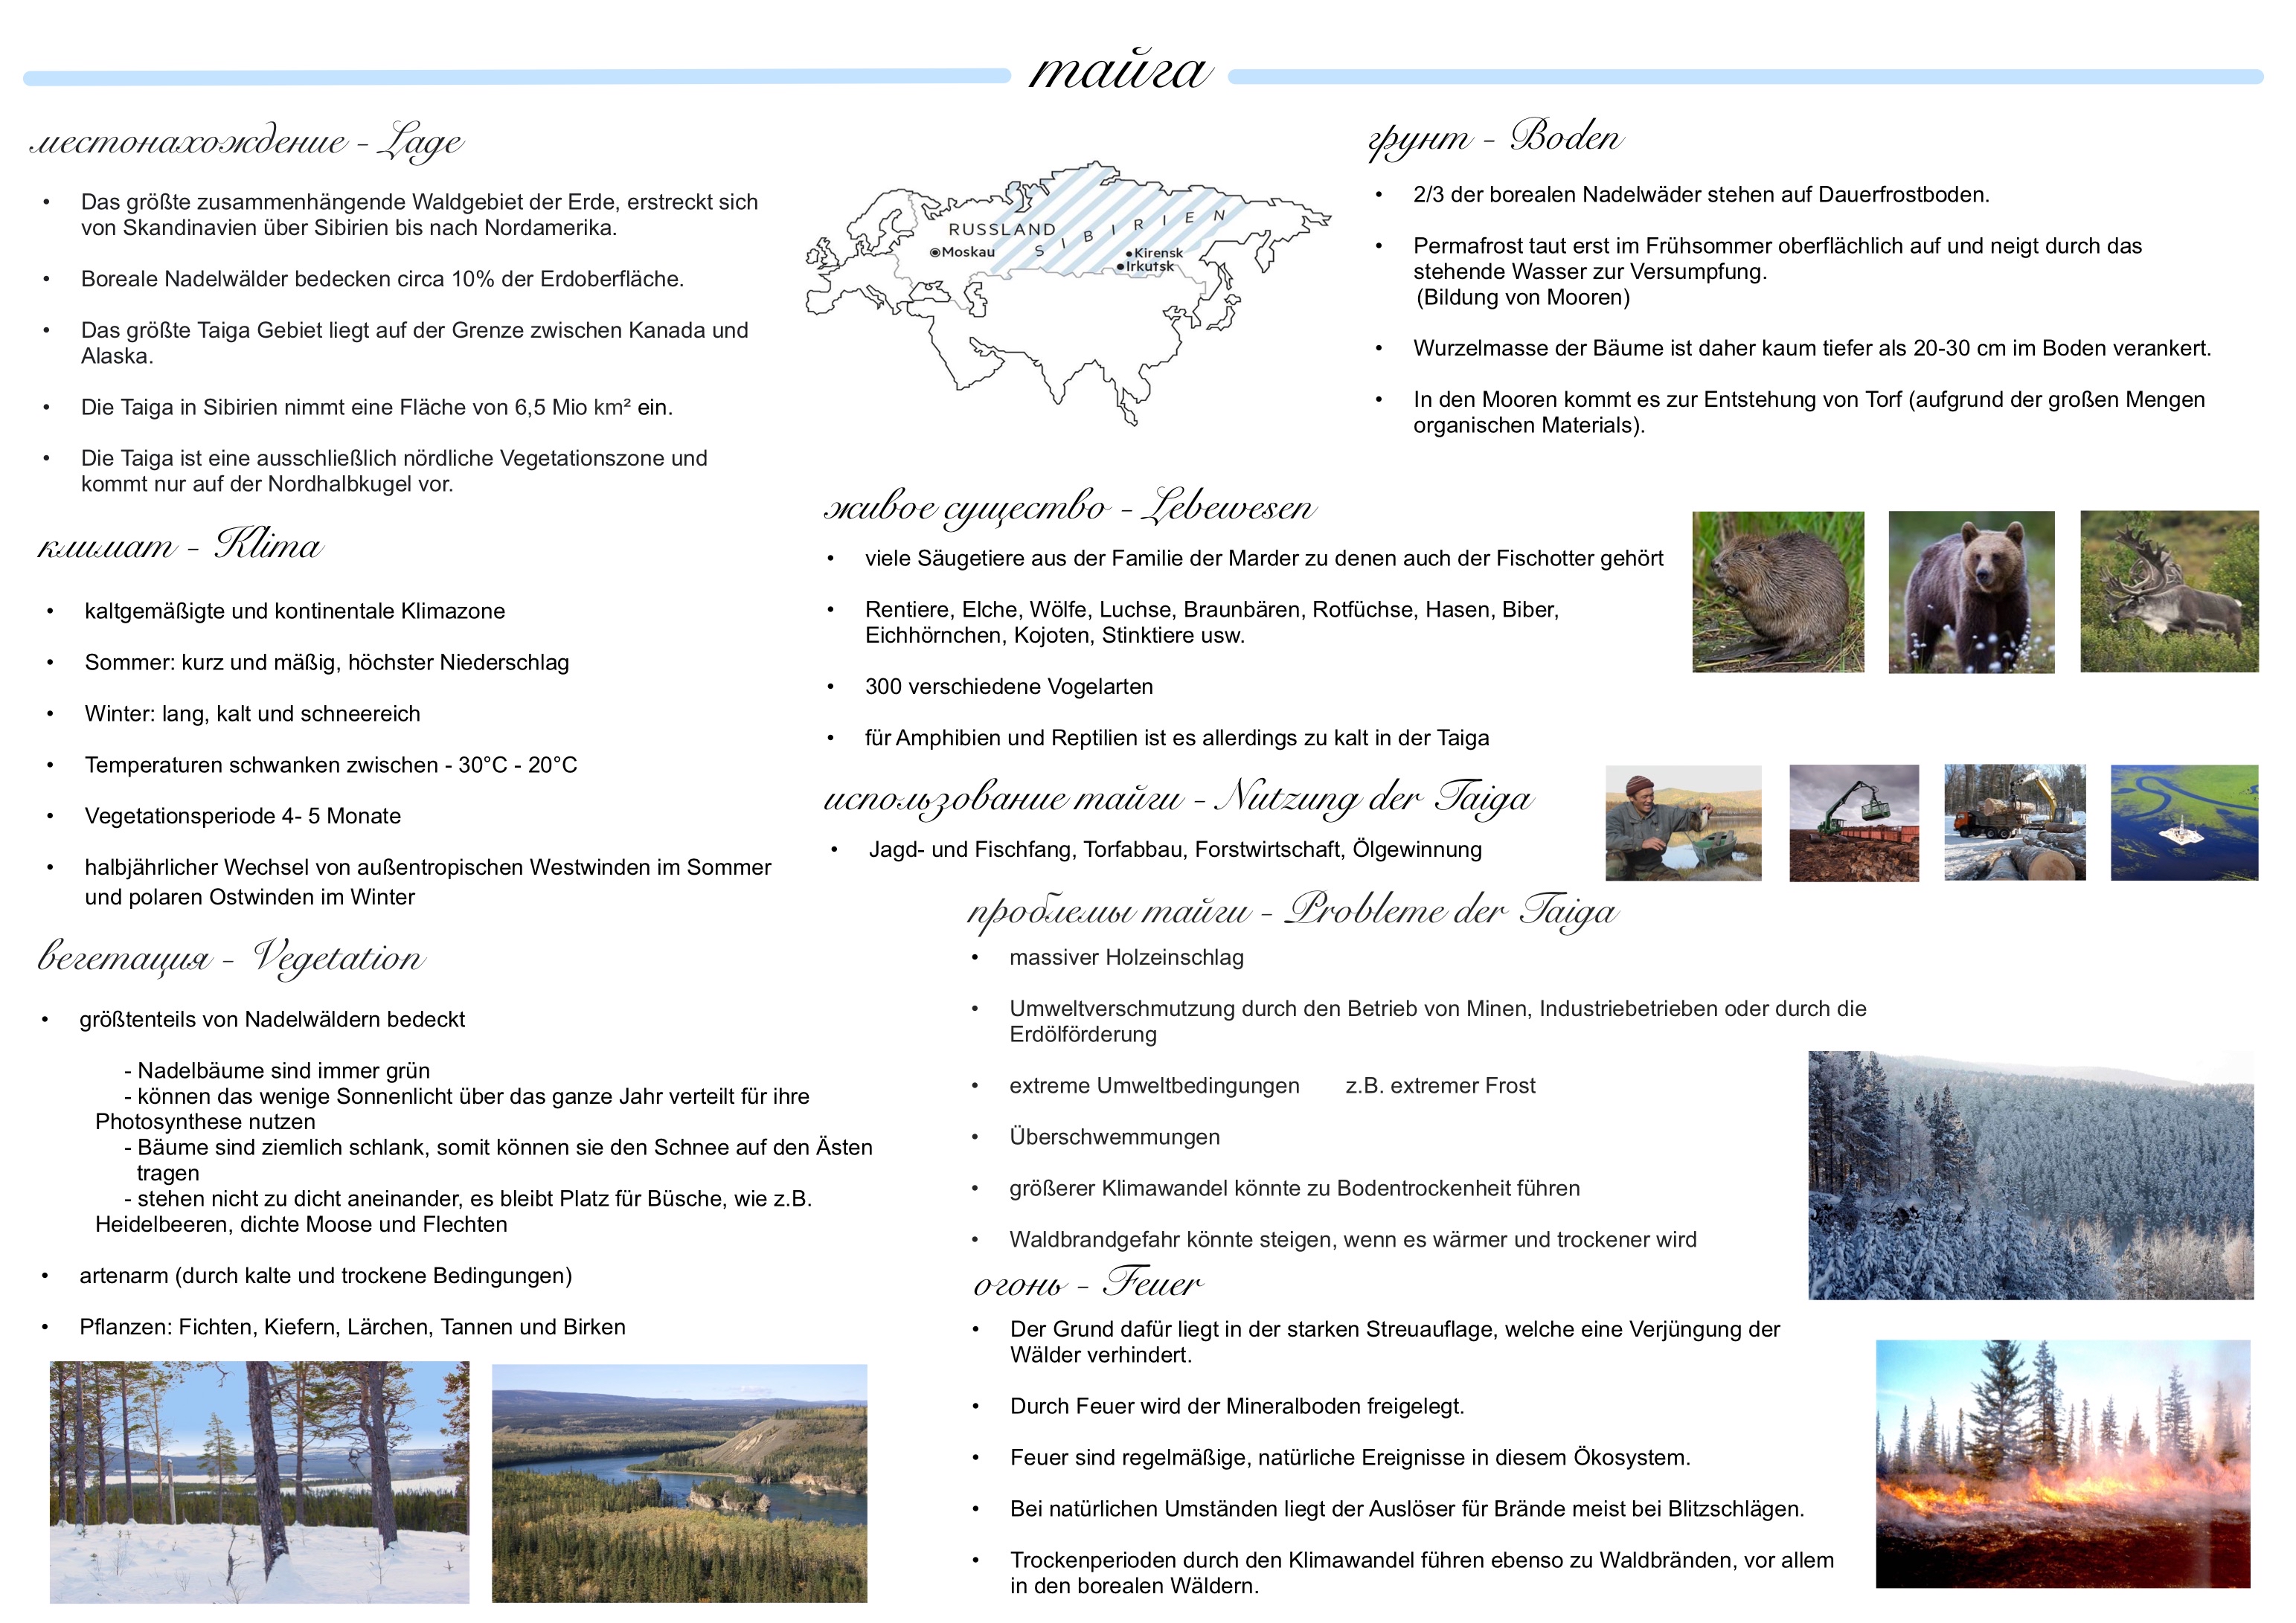 тайга
местонахождение - Lage
• Das größte zusammenhängende Waldgebiet der Erde, erstreckt sich
von Skandinavien über Sibirien bis nach Nordamerika.
• Boreale Nadelwälder bedecken circa 10% der Erdoberfläche.
• Das größte Taiga Gebiet liegt auf der Grenze zwischen Kanada und
Alaska.
• Die Taiga in Sibirien nimmt eine Fläche von 6,5 Mio km² ein.
• Die Taiga ist eine ausschließlich nördliche Vegetationszone und
kommt nur auf der Nordhalbkugel vor.
климат - Klima
• kaltgemäßigte und kontinentale Klimazone
• Sommer: kurz und mäßig, höchster Niederschlag
• Winter: lang, kalt und schneereich
• Temperaturen schwanken zwischen - 30°C - 20°C
• Vegetationsperiode 4- 5 Monate
• halbjährlicher Wechsel von außentropischen Westwinden im Sommer
und polaren Ostwinden im Winter
вегетация - Vegetation
• größtenteils von Nadelwäldern bedeckt
- Nadelbäume sind immer grün
- können das wenige Sonnenlicht über das ganze Jahr verteilt für ihre
Photosynthese nutzen
- Bäume sind ziemlich schlank, somit können sie den Schnee auf den Ästen
tragen
- stehen nicht zu dicht aneinander, es bleibt Platz für Büsche, wie z.B.
Heidelbeeren, dichte Moose und Flechten
• artenarm (durch kalte und trockene Bedingungen)
• Pflanzen: Fichten, Kiefern, Lärchen, Tannen und Birken
RUSSLAND
SIBIRIEN
Moskau
Kirensk
Irkutsk
грунт - Boden
• 2/3 der borealen Nadelwäder stehen auf Dauerfrostboden.
• Permafrost taut erst im Frühsommer oberflächlich auf und neigt durch das
stehende Wasser zur Versumpfung.
(Bildung von Mooren)
• Wurzelmasse der Bäume ist daher kaum tiefer als 20-30 cm im Boden verankert.
• In den Mooren kommt es zur Entstehung von Torf (aufgrund der großen Mengen
organischen Materials).
живое существо - Lebewesen
• viele Säugetiere aus der Familie der Marder zu denen auch der Fischotter gehört
• Rentiere, Elche, Wölfe, Luchse, Braunbären, Rotfüchse, Hasen, Biber,
Eichhörnchen, Kojoten, Stinktiere usw.
• 300 verschiedene Vogelarten
• für Amphibien und Reptilien ist es allerdings zu kalt in der Taiga
использование тайги - Nutzung der Taiga
• Jagd- und Fischfang, Torfabbau, Forstwirtschaft, Ölgewinnung
проблемы тайги - Probleme der Taiga
• massiver Holzeinschlag
• Umweltverschmutzung durch den Betrieb von Minen, Industriebetrieben oder durch die
Erdölförderung
• extreme Umweltbedingungen z.B. extremer Frost
• Überschwemmungen
• größerer Klimawandel könnte zu Bodentrockenheit führen
• Waldbrandgefahr könnte steigen, wenn es wärmer und trockener wird
огонь - Feuer
• Der Grund dafür liegt in der starken Streuauflage, welche eine Verjüngung der
Wälder verhindert.
• Durch Feuer wird der Mineralboden freigelegt.
• Feuer sind regelmäßige, natürliche Ereignisse in diesem Ökosystem.
• Bei natürlichen Umständen liegt der Auslöser für Brände meist bei Blitzschlägen.
• Trockenperioden durch den Klimawandel führen ebenso zu Waldbränden, vor allem
in den borealen Wäldern.